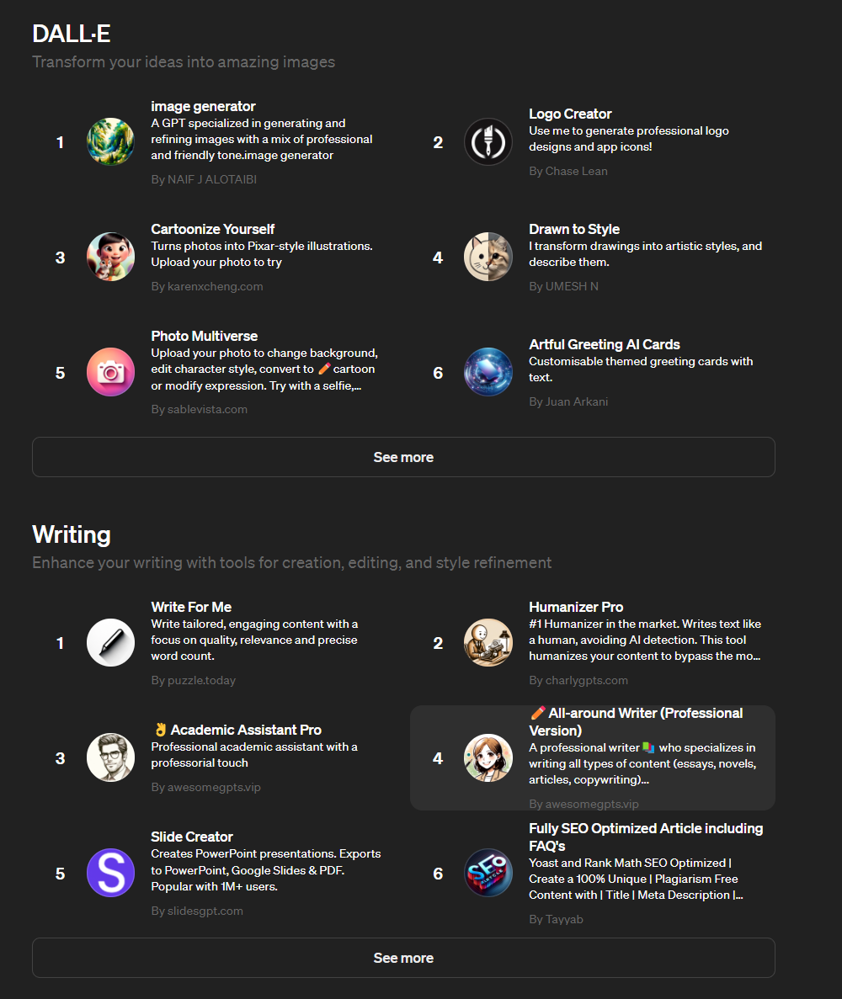 DALL·E
Transform your ideas into amazing images
1
image generator
A GPT specialized in generating and
refining images with a mix of professional
and friendly tone.image generator
By NAIF J ALOTAIBI
2
Logo Creator
Use me to generate professional logo
designs and app icons!
By Chase Lean
3
Cartoonize Yourself
Turns photos into Pixar-style illustrations.
Upload your photo to try
By karenxcheng.com
4
Drawn to Style
I transform drawings into artistic styles, and
describe them.
By UMESH N
5
Photo Multiverse
Upload your photo to change background,
edit character style, convert to ✏️ cartoon
or modify expression. Try with a selfie,...
By sablevista.com
6
Artful Greeting AI Cards
Customisable themed greeting cards with
text.
By Juan Arkani
See more
Writing
Enhance your writing with tools for creation, editing, and style refinement
1
Write For Me
Write tailored, engaging content with a
focus on quality, relevance and precise
word count.
By puzzle.today
2
Humanizer Pro
#1 Humanizer in the market. Writes text like
a human, avoiding AI detection. This tool
humanizes your content to bypass the mo...
By charlygpts.com
3
👌 Academic Assistant Pro
Professional academic assistant with a
professorial touch
By awesomegpts.vip
4
✏️ All-around Writer (Professional
Version)
A professional writer 📚 who specializes in
writing all types of content (essays, novels,
articles, copywriting)...
By awesomegpts.vip
5
S
Slide Creator
Creates PowerPoint presentations. Exports
to PowerPoint, Google Slides & PDF.
Popular with 1M+ users.
By slidesgpt.com
6
SEO
Fully SEO Optimized Article including
FAQ's
Yoast and Rank Math SEO Optimized |
Create a 100% Unique | Plagiarism Free
Content with | Title | Meta Description |...
By Tayyab
See more